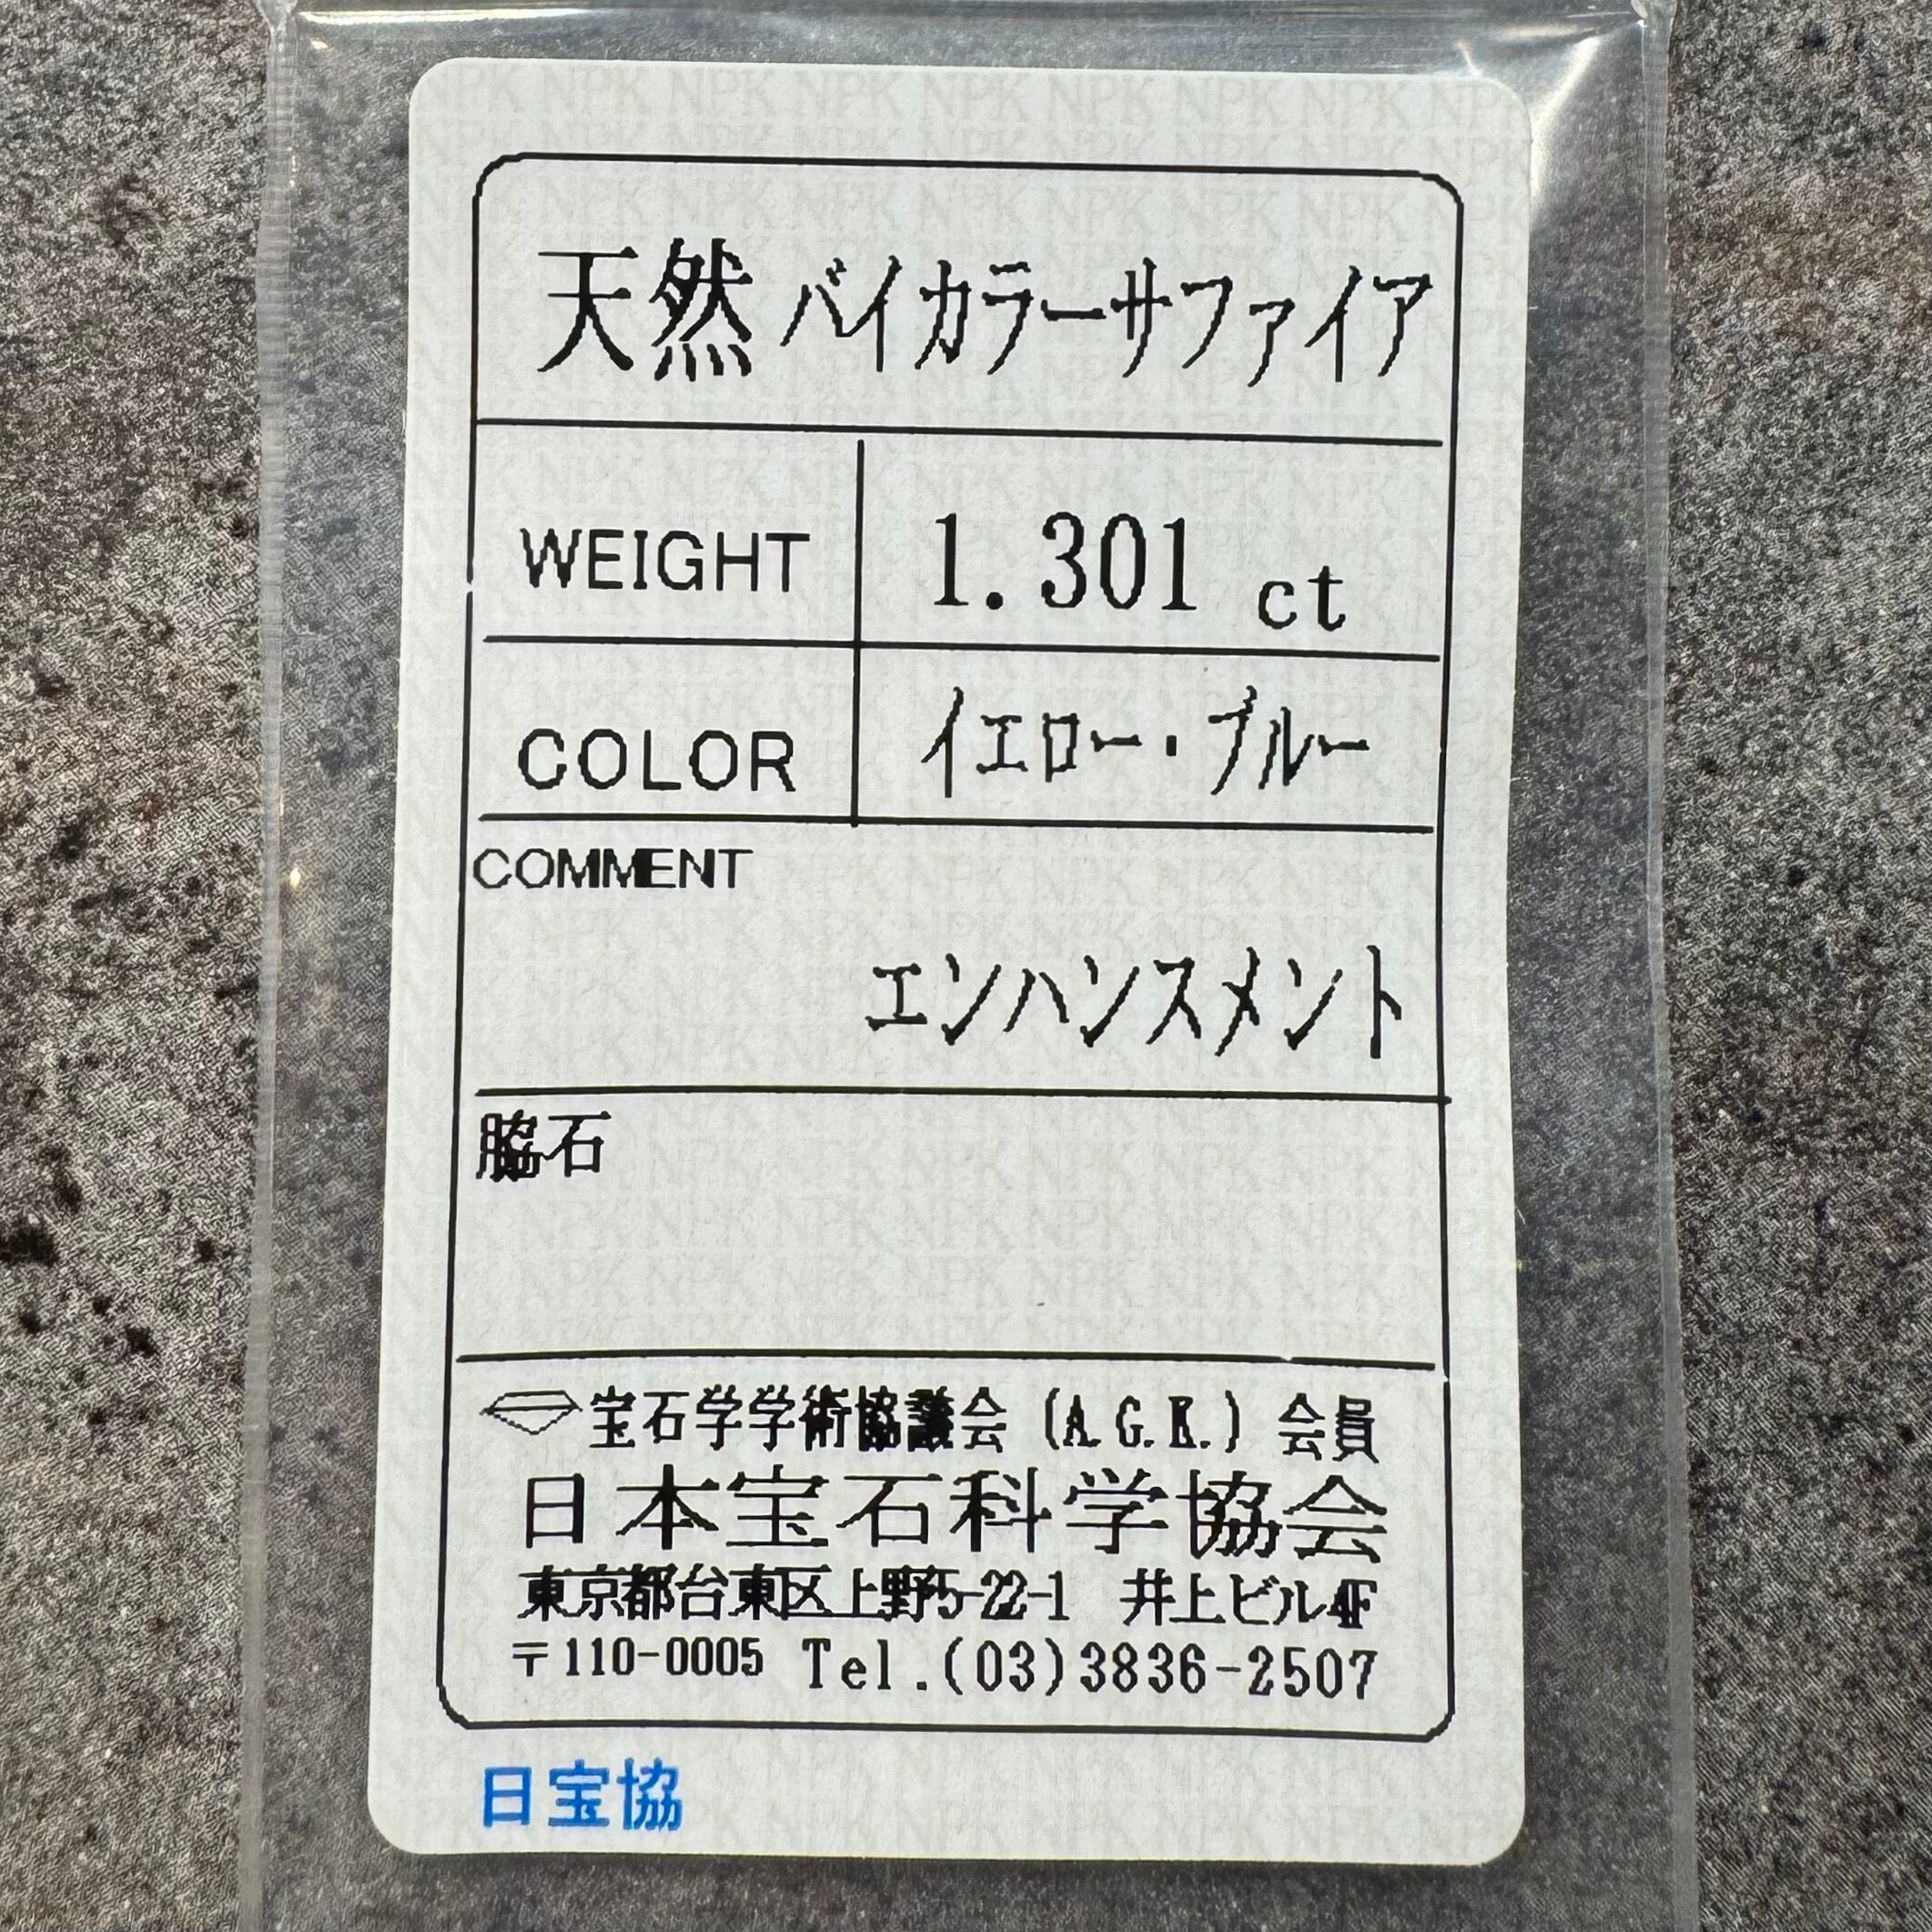 天然バイカラーサファイア
WEIGHT 1.301 ct
COLOR イエロー・ブルー
COMMENT
エンハンスメント
脇石
宝石学学術協議会 (A.G.K.) 会員
日本宝石科学協会
東京都台東区上野5-22-1 井上ビル4F
〒110-0005 Tel.(03)3836-2507
日宝協